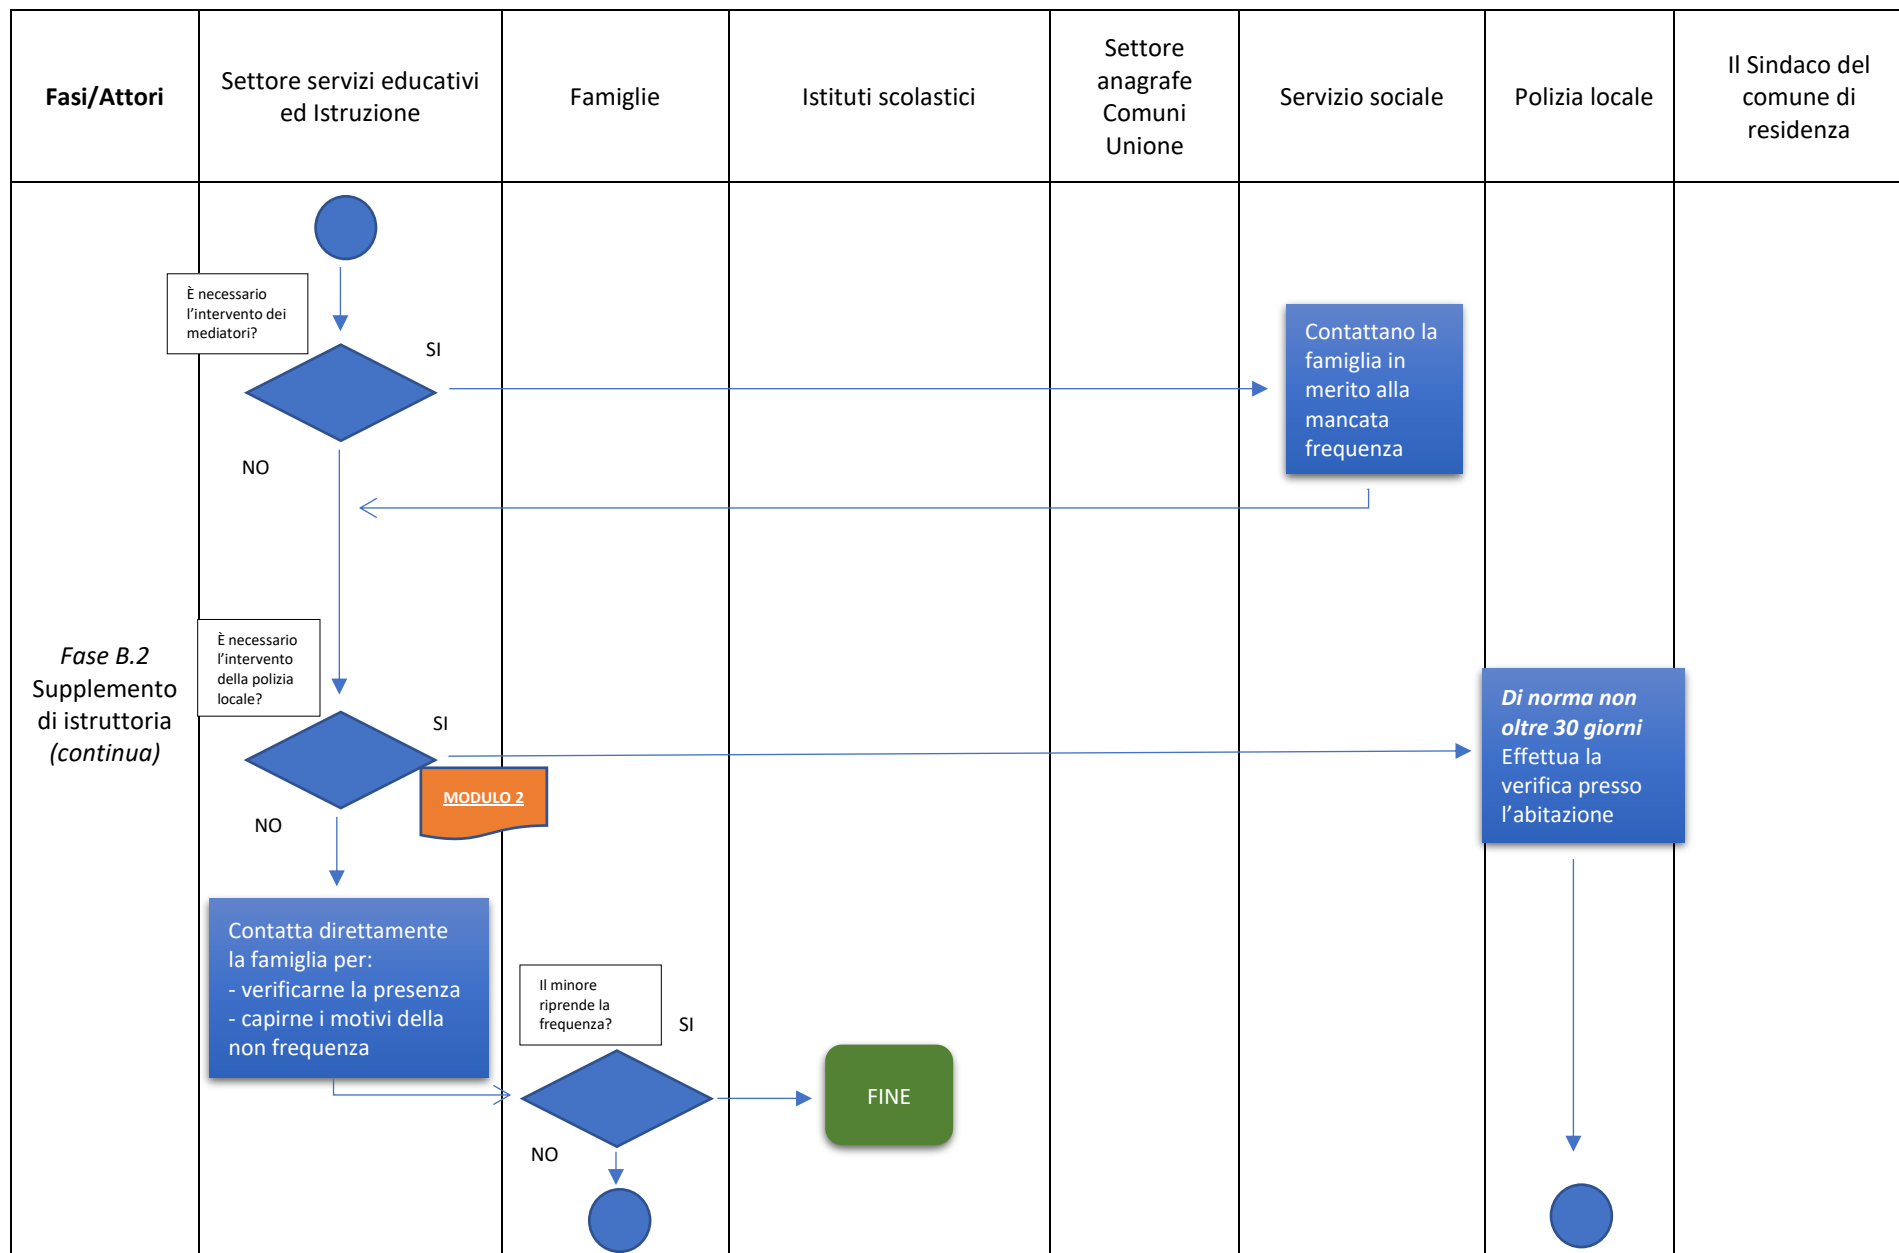 Fasi/Attori
Settore servizi educativi
ed Istruzione
Famiglie
Istituti scolastici
Settore
anagrafe
Comuni
Unione
Servizio sociale
Polizia locale
Il Sindaco del
comune di
residenza
Fase B.2
Supplemento
di istruttoria
(continua)
È necessario
l’intervento dei
mediatori?
SI
NO
Contattano la
famiglia in
merito alla
mancata
frequenza
È necessario
l’intervento
della polizia
locale?
SI
MODULO 2
NO
Di norma non
oltre 30 giorni
Effettua la
verifica presso
l’abitazione
Contatta direttamente
la famiglia per:
- verificarne la presenza
- capirne i motivi della
non frequenza
Il minore
riprende la
frequenza?
SI
NO
FINE